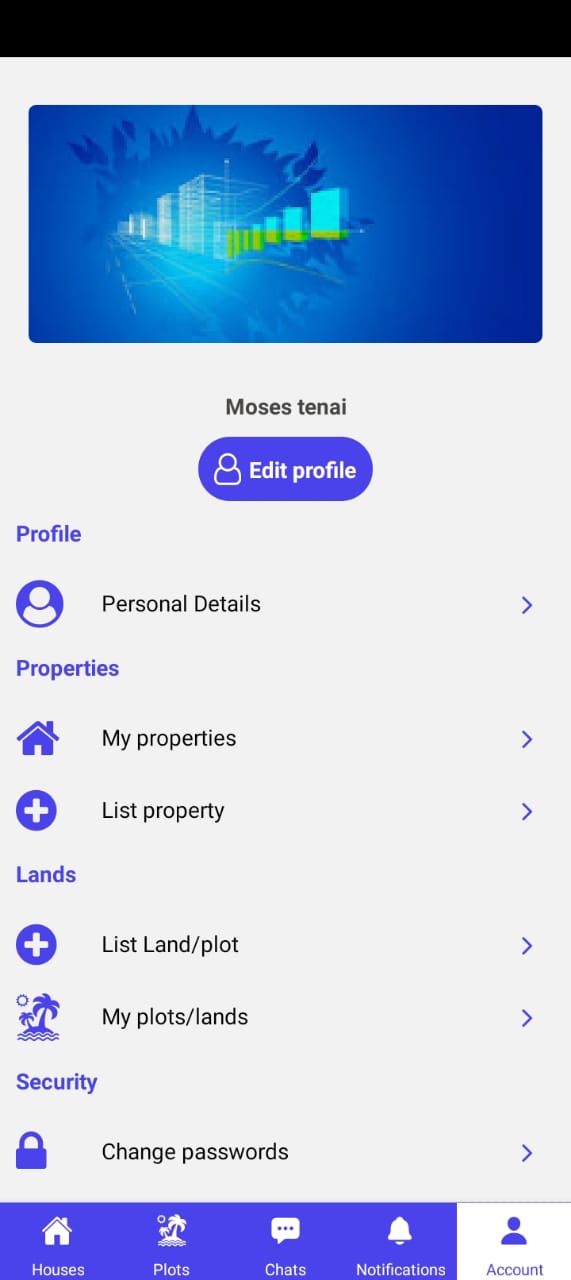 Moses tenai
Edit profile
Profile
Personal Details
Properties
My properties
List property
Lands
List Land/plot
My plots/lands
Security
Change passwords
Houses
Plots
Chats
Notifications
Account